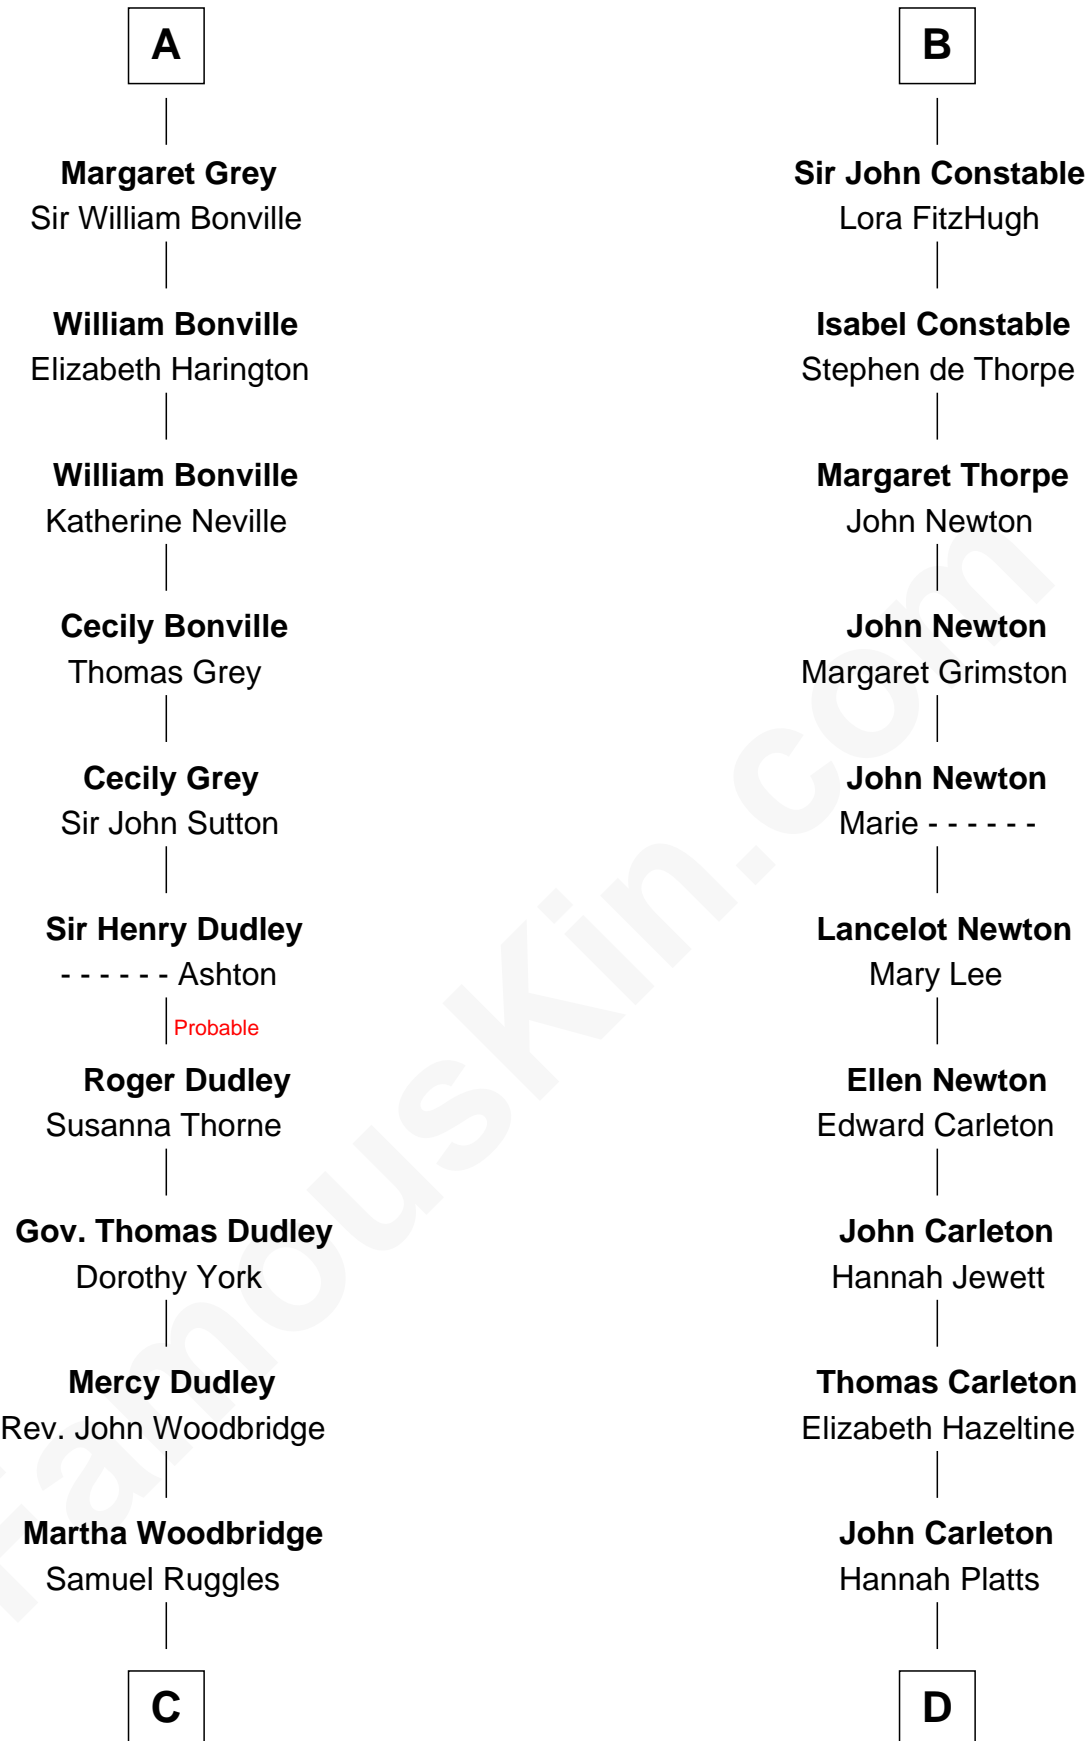 A
Margaret Grey
Sir William Bonville
William Bonville
Elizabeth Harington
William Bonville
Katherine Neville
Cecily Bonville
Thomas Grey
Cecily Grey
Sir John Sutton
Sir Henry Dudley
- - - - - - Ashton
Probable
Roger Dudley
Susanna Thorne
Gov. Thomas Dudley
Dorothy York
Mercy Dudley
Rev. John Woodbridge
Martha Woodbridge
Samuel Ruggles
C
B
Sir John Constable
Lora FitzHugh
Isabel Constable
Stephen de Thorpe
Margaret Thorpe
John Newton
John Newton
Margaret Grimston
John Newton
Marie - - - - - -
Lancelot Newton
Mary Lee
Ellen Newton
Edward Carleton
John Carleton
Hannah Jewett
Thomas Carleton
Elizabeth Hazeltine
John Carleton
Hannah Platts
D
FamousKin.com